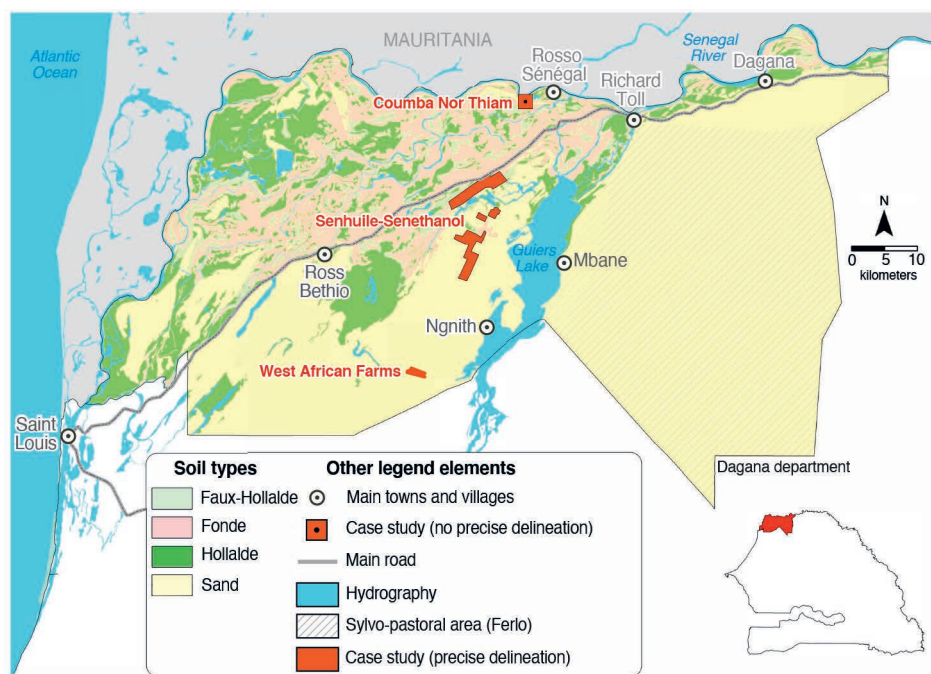 Atlantic
Ocean
MAURITANIA
Rosso
Sénégal
Senegal
River
Dagana
Richard
Toll
Coumba Nor Thiam
Senhuile-Senethanol
Guiers
Lake
Mbane
N
0 5 10
kilometers
Ross
Bethio
Ngnith
West African Farms
Saint
Louis
Dagana department
Soil types
Faux-Hollalde
Fonde
Hollalde
Sand
Other legend elements
Main towns and villages
Case study (no precise delineation)
Main road
Hydrography
Sylvo-pastoral area (Ferlo)
Case study (precise delineation)